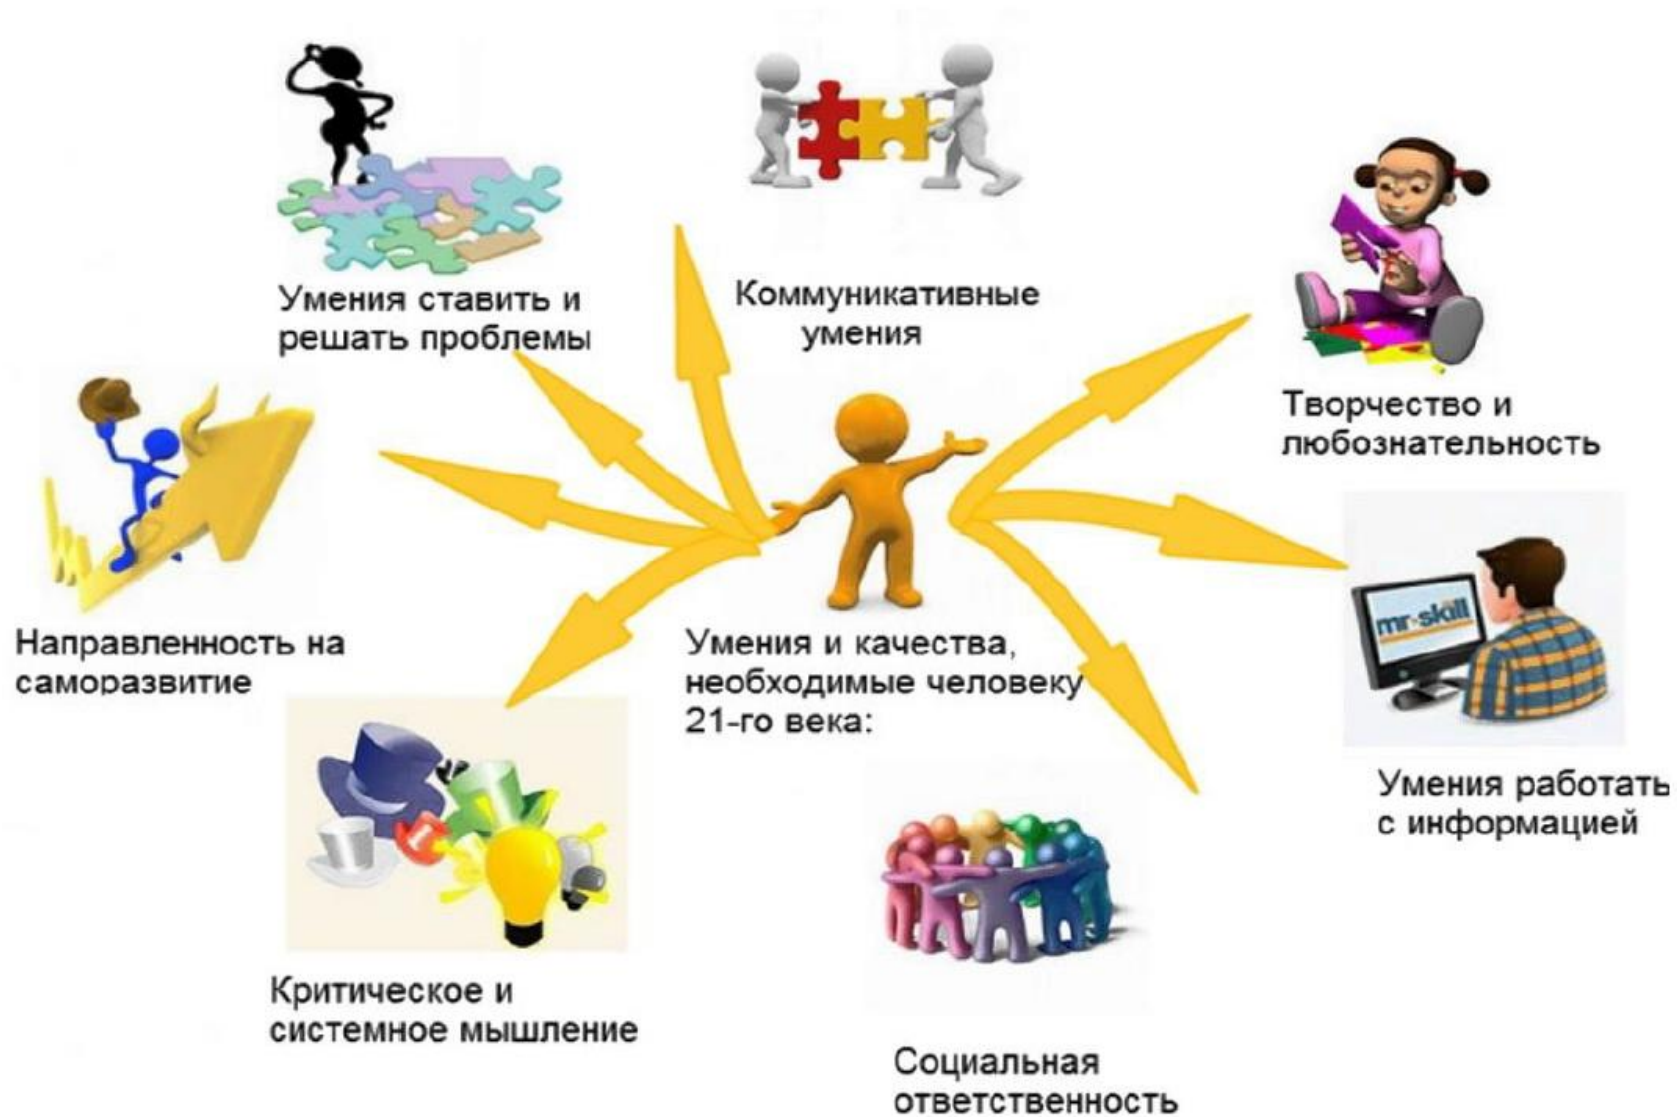 Умения ставить и
решать проблемы
Коммуникативные
умения
Творчество и
любознательность
Направленность на
саморазвитие
Умения и качества,
необходимые человеку
21-го века:
mr-skill
Умения работать
с информацией
Критическое и
системное мышление
Социальная
ответственность